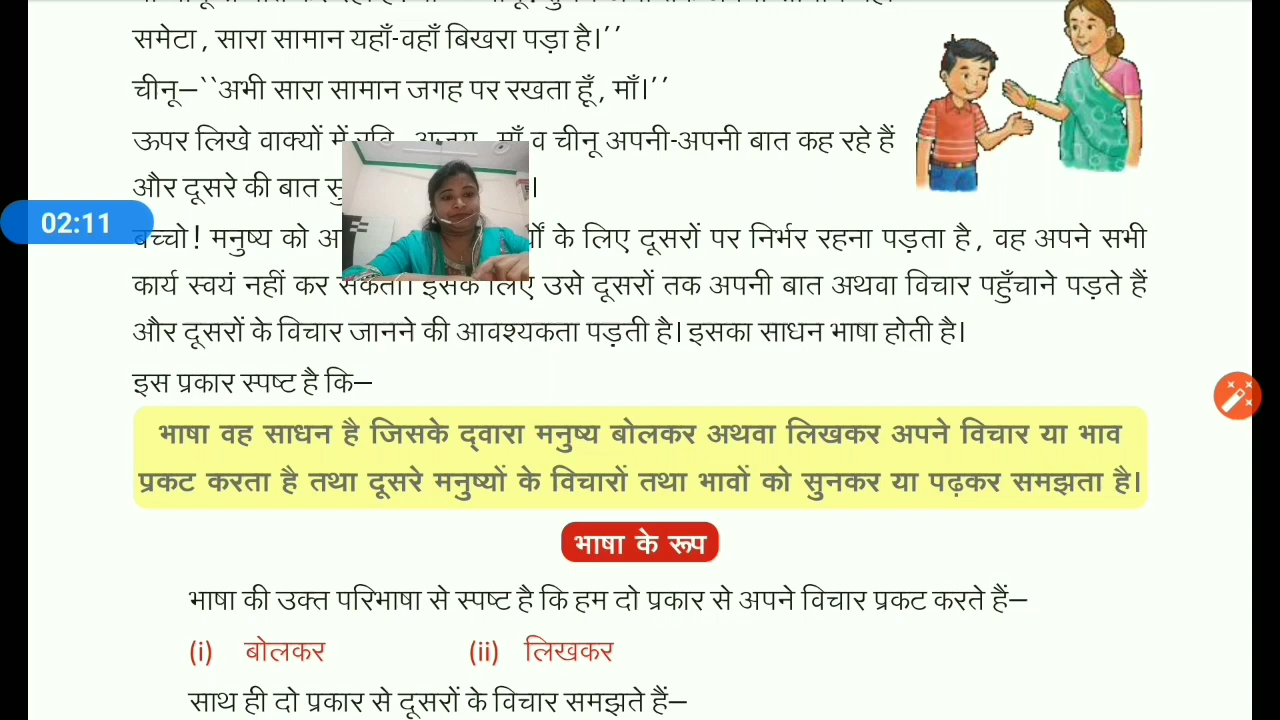 समेटा, सारा सामान यहाँ-वहाँ बिखरा पड़ा है।’’
चीनू—‘‘अभी सारा सामान जगह पर रखता हूँ, माँ।’’
ऊपर लिखे वाक्यों में रवि, अजय, माँ व चीनू अपनी-अपनी बात कह रहे हैं
और दूसरे की बात
02:11
बच्चो! मनुष्य को के लिए दूसरों पर निर्भर रहना पड़ता है, वह अपने सभी
कार्य स्वयं नहीं कर सकता। इसके लिए उसे दूसरों तक अपनी बात अथवा विचार पहुँचाने पड़ते हैं
और दूसरों के विचार जानने की आवश्यकता पड़ती है। इसका साधन भाषा होती है।
इस प्रकार स्पष्ट है कि—
भाषा वह साधन है जिसके द्वारा मनुष्य बोलकर अथवा लिखकर अपने विचार या भाव
प्रकट करता है तथा दूसरे मनुष्यों के विचारों तथा भावों को सुनकर या पढ़कर समझता है।
भाषा के रूप
भाषा की उक्त परिभाषा से स्पष्ट है कि हम दो प्रकार से अपने विचार प्रकट करते हैं—
(i) बोलकर (ii) लिखकर
साथ ही दो प्रकार से दूसरों के विचार समझते हैं—